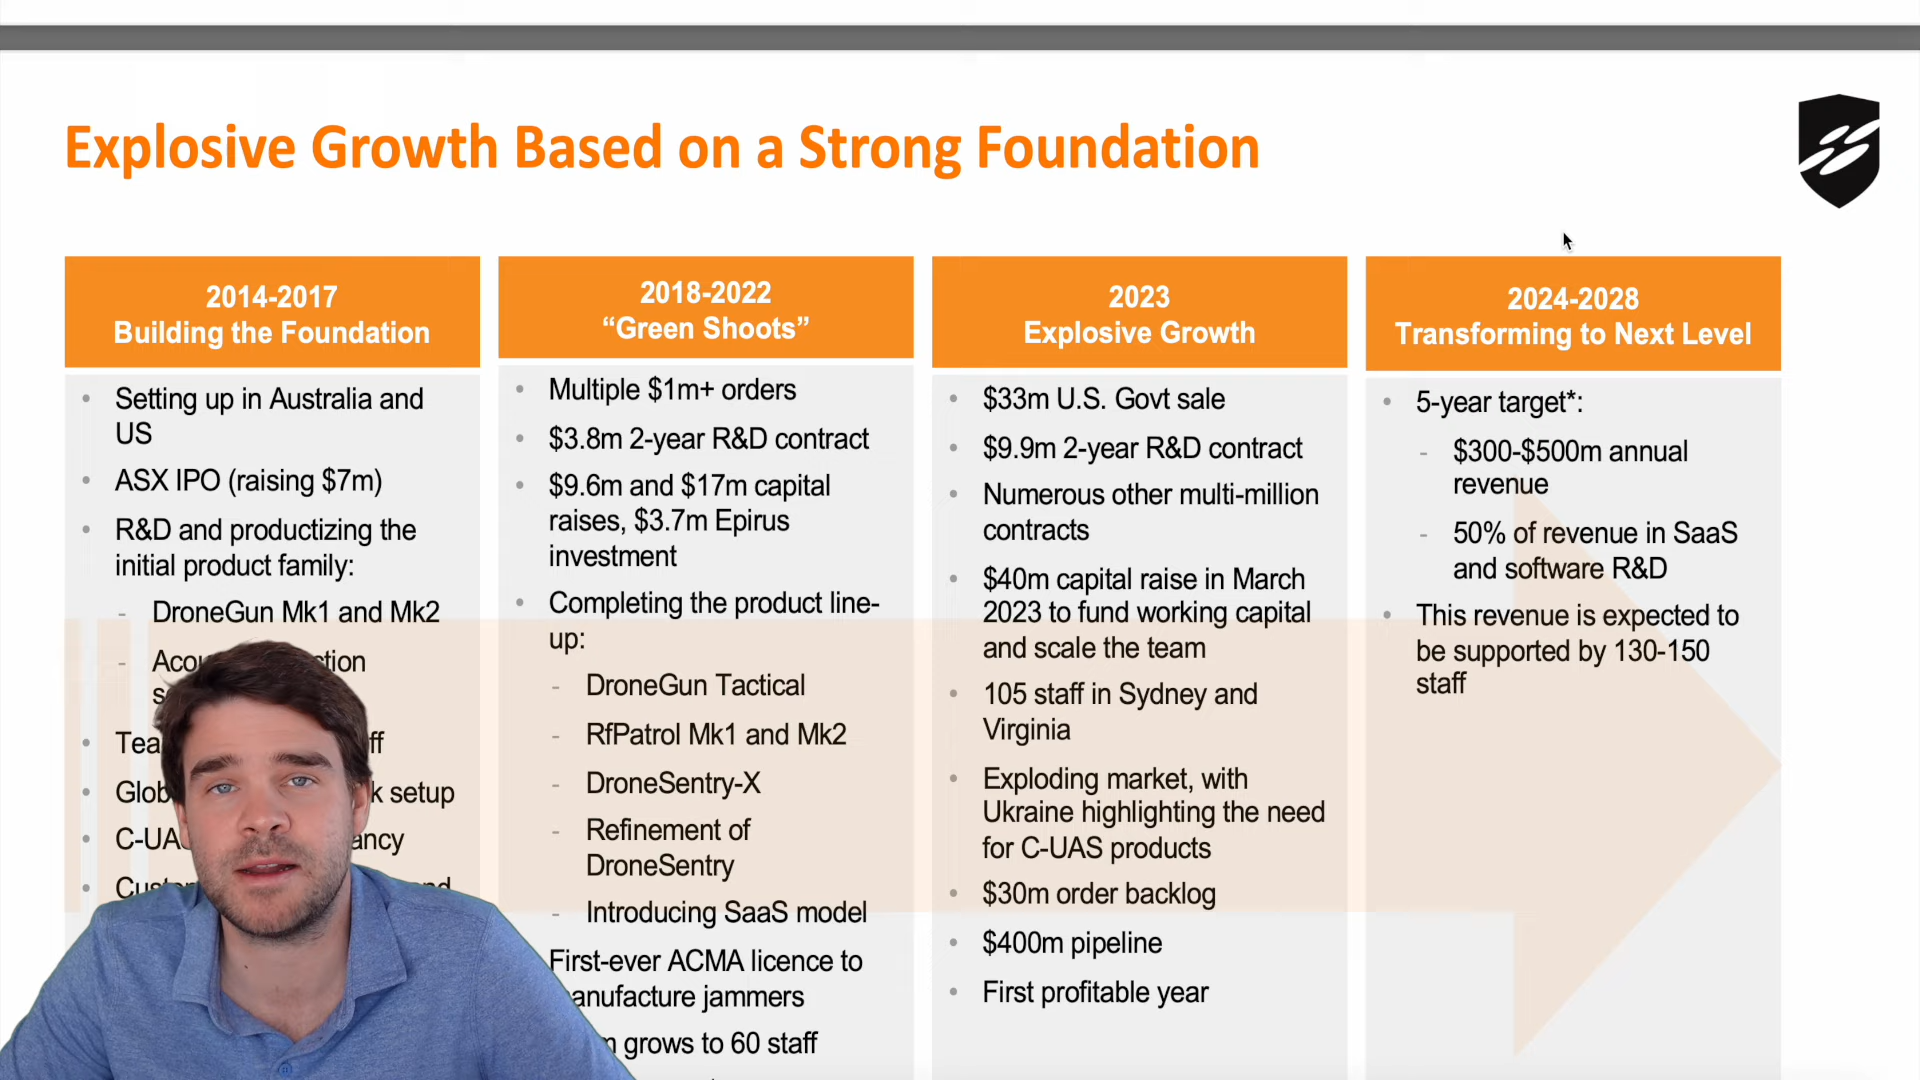 Explosive Growth Based on a Strong Foundation
2014-2017
Building the Foundation
Setting up in Australia and
US
ASX IPO (raising $7m)
R&D and productizing the
initial product family:
DroneGun Mk1 and Mk2
2018-2022
“Green Shoots”
Multiple $1m+ orders
$3.8m 2-year R&D contract
$9.6m and $17m capital
raises, $3.7m Epirus
investment
Completing the product line-
up:
DroneGun Tactical
RfPatrol Mk1 and Mk2
DroneSentry-X
Refinement of
DroneSentry
Introducing SaaS model
First-ever ACMA licence to
jammers
grows to 60 staff
2023
Explosive Growth
$33m U.S. Govt sale
$9.9m 2-year R&D contract
Numerous other multi-million
contracts
$40m capital raise in March
2023 to fund working capital
and scale the team
105 staff in Sydney and
Virginia
Exploding market, with
Ukraine highlighting the need
for C-UAS products
$30m order backlog
$400m pipeline
First profitable year
2024-2028
Transforming to Next Level
5-year target*:
$300-$500m annual
revenue
50% of revenue in SaaS
and software R&D
This revenue is expected to
be supported by 130-150
staff
setup